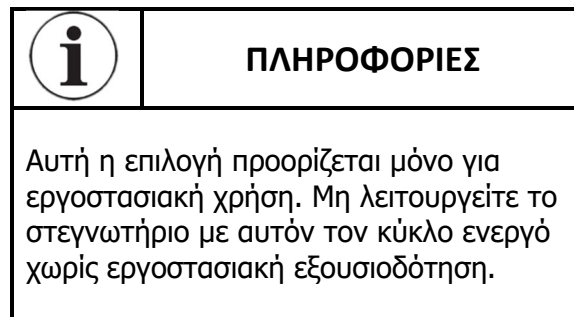 ΠΛΗΡΟΦΟΡΙΕΣ
Αυτή η επιλογή προορίζεται μόνο για
εργοστασιακή χρήση. Μη λειτουργείτε το
στεγνωτήριο με αυτόν τον κύκλο ενεργό
χωρίς εργοστασιακή εξουσιοδότηση.